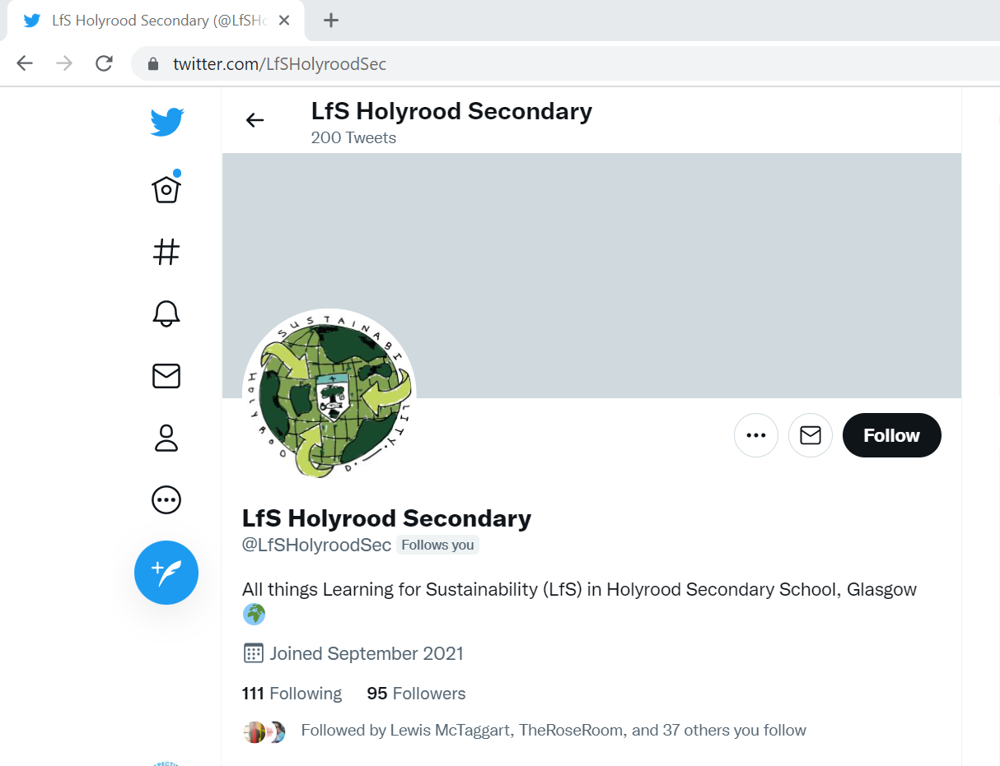 LfS Holyrood Secondary (@LfSHo
twitter.com/LfSHolyroodSec
LfS Holyrood Secondary
200 Tweets
HOLYROOD SUSTAINABILITY.
Follow
LfS Holyrood Secondary
@LfSHolyroodSec Follows you
All things Learning for Sustainability (LfS) in Holyrood Secondary School, Glasgow
🌍
Joined September 2021
111 Following 95 Followers
Followed by Lewis McTaggart, TheRoseRoom, and 37 others you follow